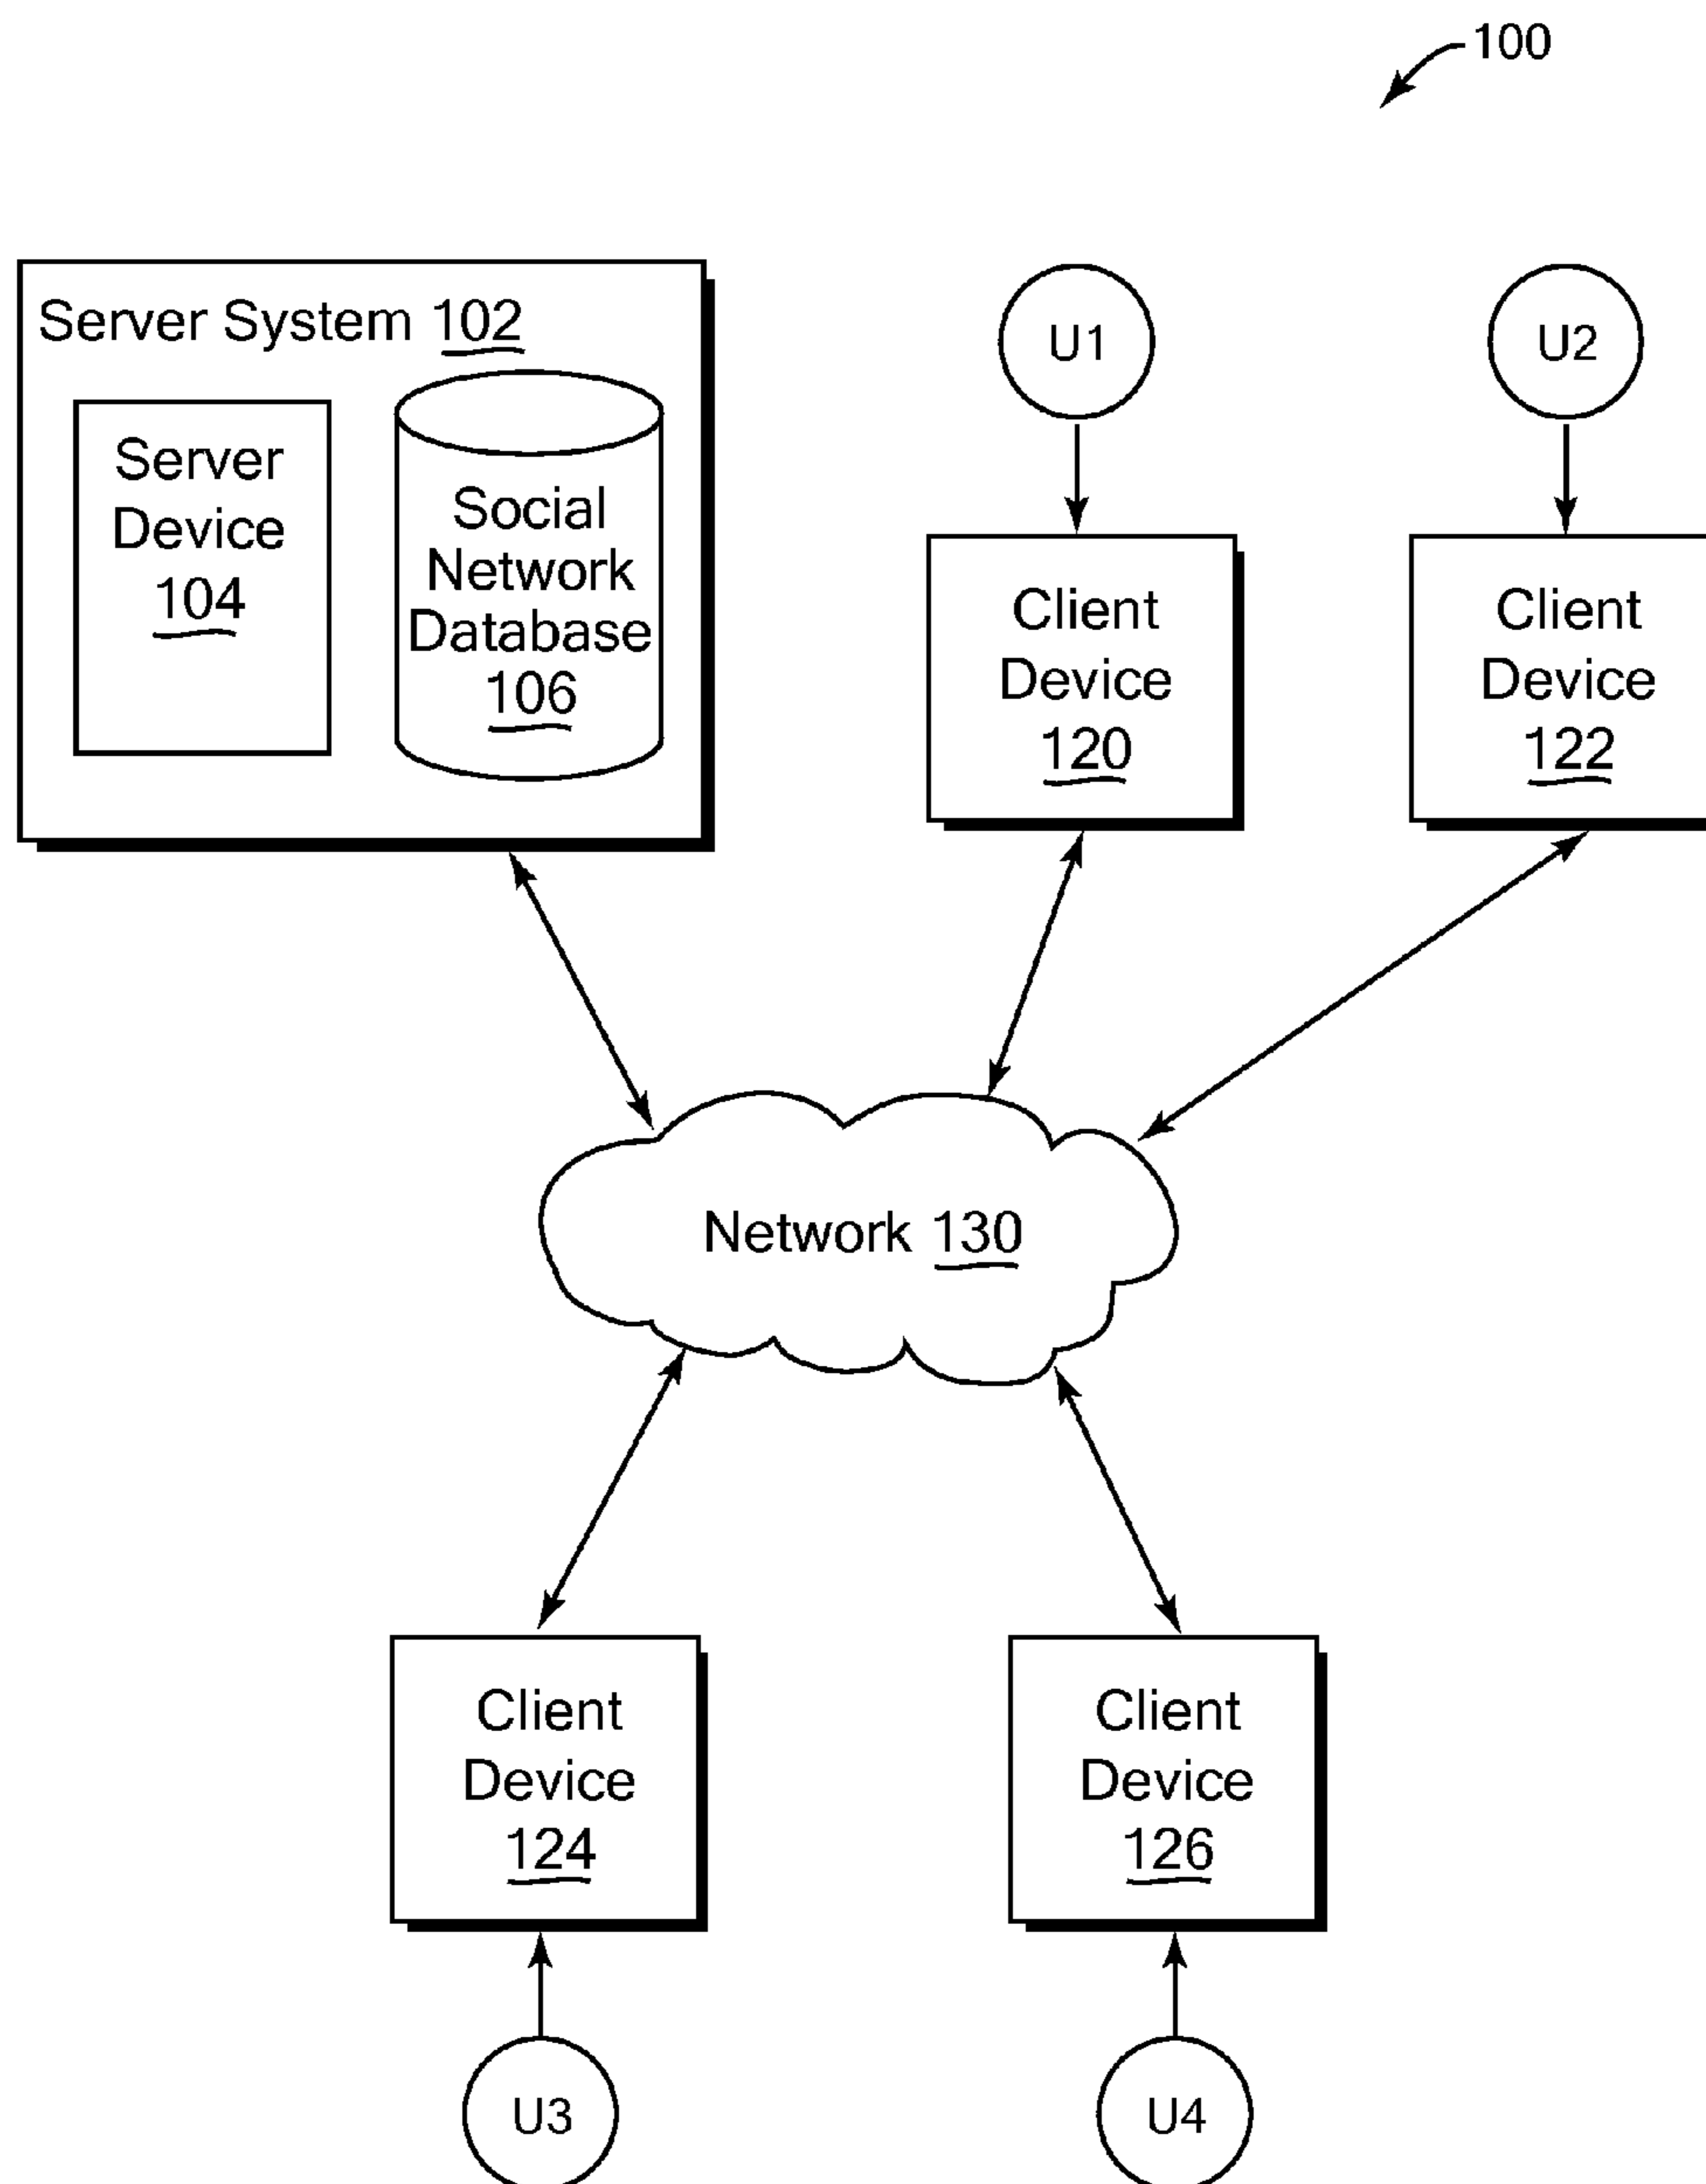 100
Server System 102
Server
Device
104
Social
Network
Database
106
U1
U2
Client
Device
120
Client
Device
122
Network 130
Client
Device
124
Client
Device
126
U3
U4